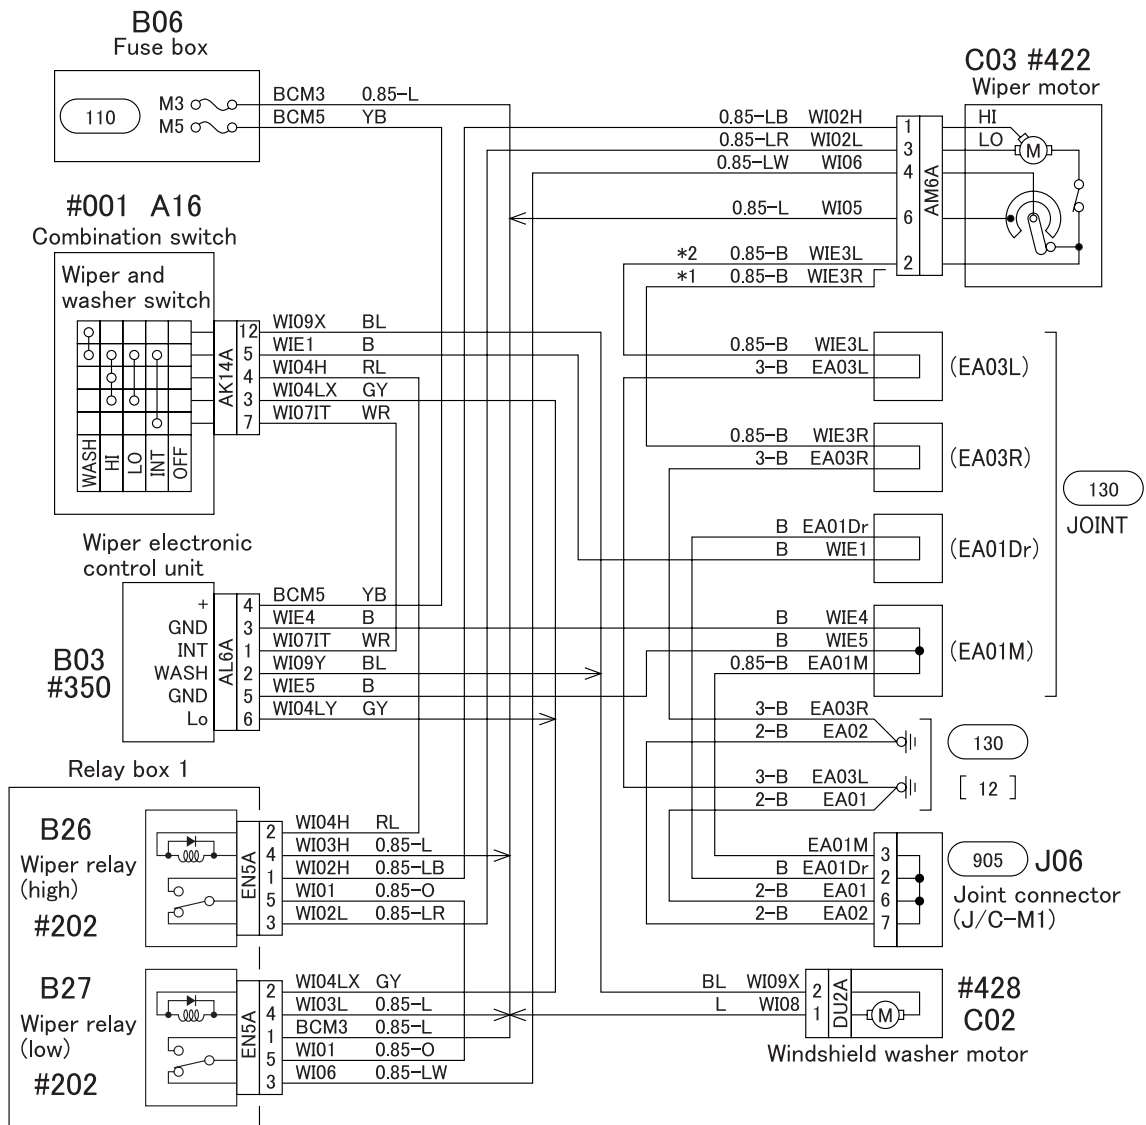 B06
Fuse box
110
M3
M5
BCM3 0.85-L
BCM5 YB
#001 A16
Combination switch
Wiper and
washer switch
WASH
HI
LO
INT
OFF
AK14A
12 WI09X BL
5 WIE1 B
4 WI04H RL
3 WI04LX GY
7 WI07IT WR
Wiper electronic
control unit
B03
#350
AL6A
+ 4 BCM5 YB
GND 3 WIE4 B
INT 1 WI07IT WR
WASH 2 WI09Y BL
GND 5 WIE5 B
Lo 6 WI04LY GY
Relay box 1
B26
Wiper relay
(high)
#202
EN5A
2 WI04H RL
4 WI03H 0.85-L
1 WI02H 0.85-LB
5 WI01 0.85-O
3 WI02L 0.85-LR
B27
Wiper relay
(low)
#202
EN5A
2 WI04LX GY
4 WI03L 0.85-L
1 BCM3 0.85-L
5 WI01 0.85-O
3 WI06 0.85-LW
C03 #422
Wiper motor
0.85-LB WI02H 1 HI
0.85-LR WI02L 3 LO
0.85-LW WI06 4
0.85-L WI05 6
*2 0.85-B WIE3L 2
*1 0.85-B WIE3R
AM6A
M
0.85-B WIE3L
3-B EA03L
(EA03L)
0.85-B WIE3R
3-B EA03R
(EA03R)
B EA01Dr
B WIE1
(EA01Dr)
B WIE4
B WIE5
0.85-B EA01M
(EA01M)
130
JOINT
3-B EA03R
2-B EA02
3-B EA03L
2-B EA01
130
[ 12 ]
EA01M 3
B EA01Dr 2
2-B EA01 6
2-B EA02 7
905 J06
Joint connector
(J/C-M1)
BL WI09X 2
L WI08 1
DU2A
M
#428
C02
Windshield washer motor